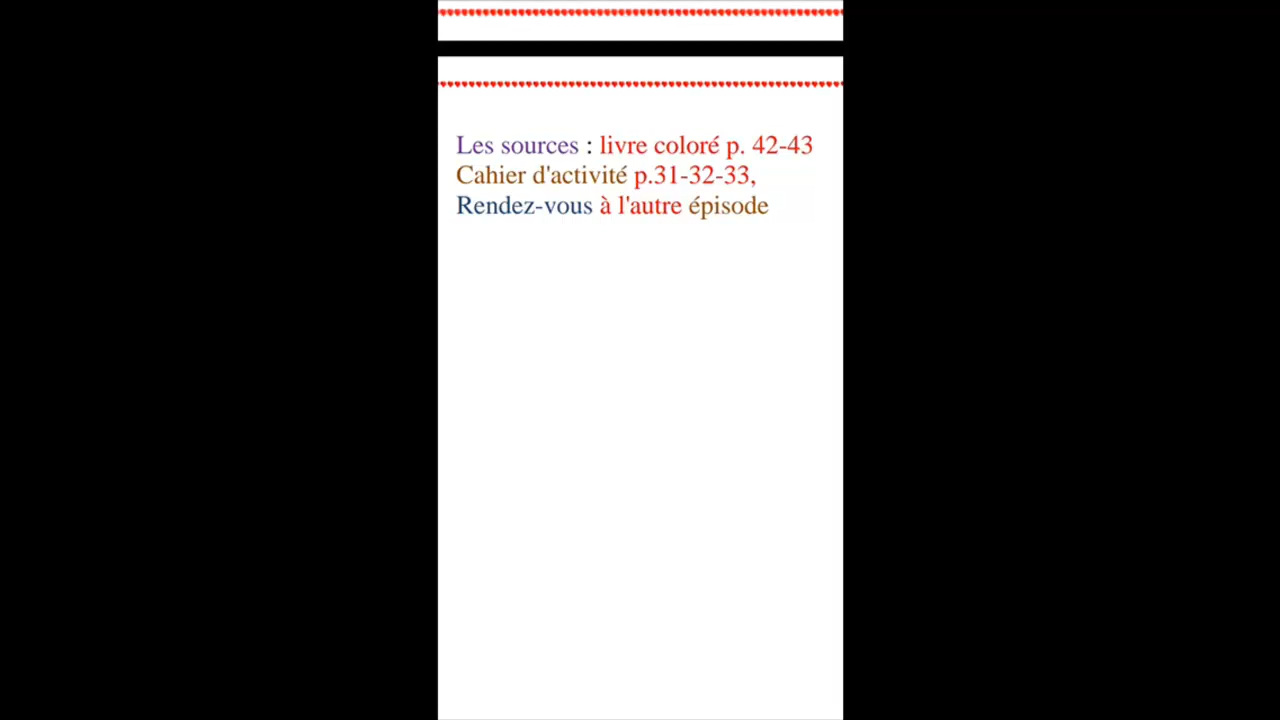 Les sources : livre coloré p. 42-43
Cahier d'activité p.31-32-33,
Rendez-vous à l'autre épisode